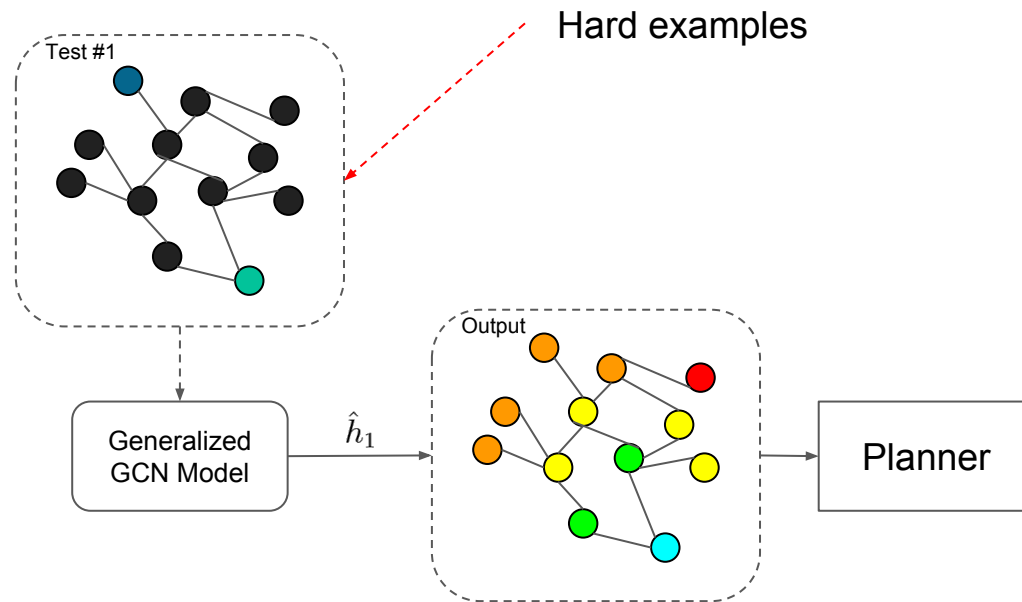 Hard examples
Test #1
Output
Generalized
GCN Model
ĥ₁
Planner